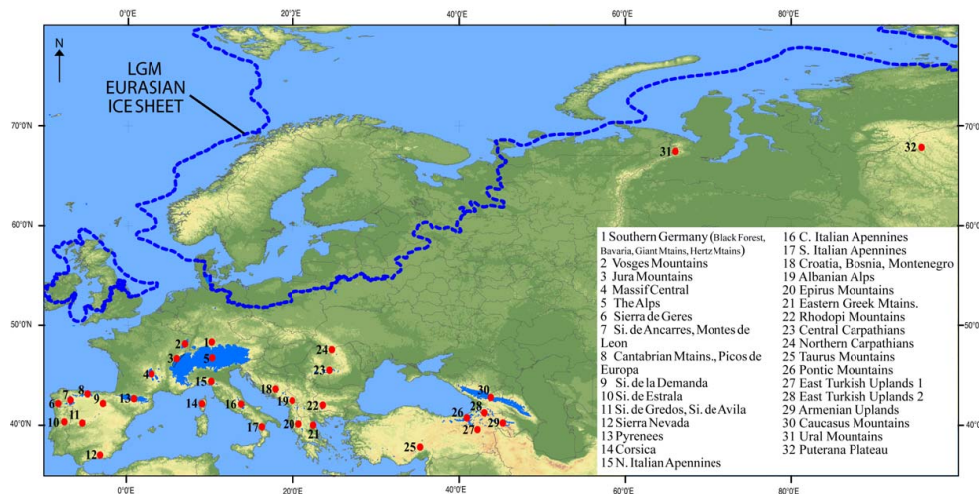 0°0'E
20°0'E
40°0'E
60°0'E
80°0'E
N
LGM
EURASIAN
ICE SHEET
70°0'N
70°0'N
60°0'N
60°0'N
50°0'N
50°0'N
40°0'N
40°0'N
31
32
1
2
3
5
4
24
23
15
8
7
9
13
6
11
10
12
14
16
17
18
19
20
21
22
25
26
27
28
29
30
1 Southern Germany (Black Forest,
Bavaria, Giant Mtains, Hertz Mtains)
2 Vosges Mountains
3 Jura Mountains
4 Massif Central
5 The Alps
6 Sierra de Geres
7 Si. de Ancarres, Montes de
Leon
8 Cantabrian Mtains., Picos de
Europa
9 Si. de la Demanda
10 Si. de Estrala
11 Si. de Gredos, Si. de Avila
12 Sierra Nevada
13 Pyrenees
14 Corsica
15 N. Italian Apennines
16 C. Italian Apennines
17 S. Italian Apennines
18 Croatia, Bosnia, Montenegro
19 Albanian Alps
20 Epirus Mountains
21 Eastern Greek Mtains.
22 Rhodopi Mountains
23 Central Carpathians
24 Northern Carpathians
25 Taurus Mountains
26 Pontic Mountains
27 East Turkish Uplands 1
28 East Turkish Uplands 2
29 Armenian Uplands
30 Caucasus Mountains
31 Ural Mountains
32 Puterana Plateau
0°0'E
20°0'E
40°0'E
60°0'E
80°0'E